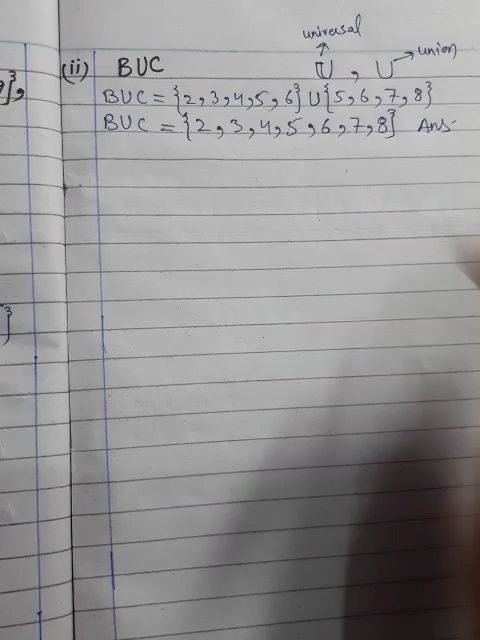 universal
U , U union
(ii) BUC
BUC = {2,3,4,5,6} U {5,6,7,8}
BUC = {2,3,4,5,6,7,8} Ans-